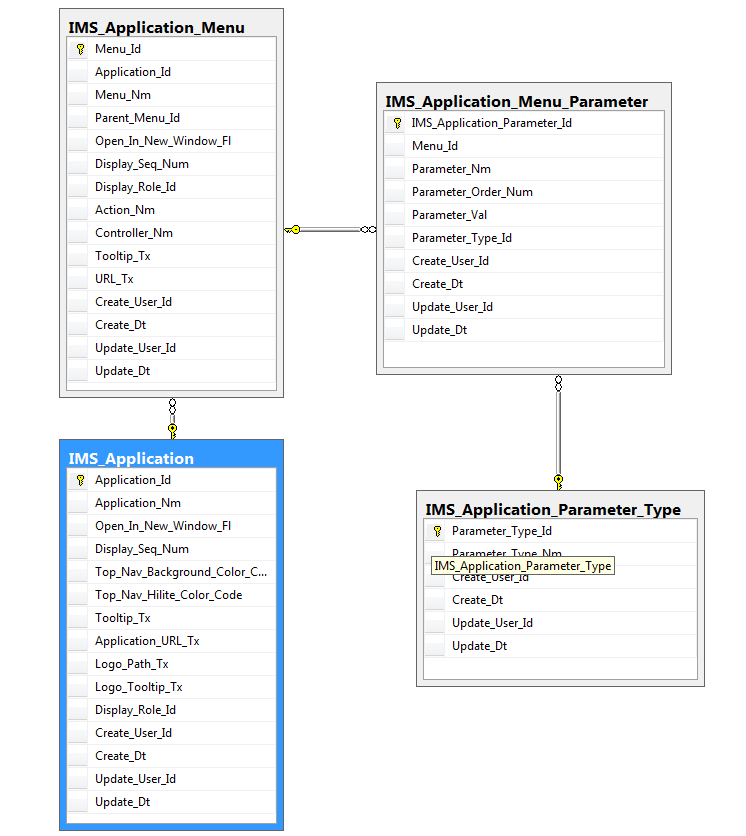 IMS_Application_Menu
Menu_Id
Application_Id
Menu_Nm
Parent_Menu_Id
Open_In_New_Window_Fl
Display_Seq_Num
Display_Role_Id
Action_Nm
Controller_Nm
Tooltip_Tx
URL_Tx
Create_User_Id
Create_Dt
Update_User_Id
Update_Dt
IMS_Application_Menu_Parameter
IMS_Application_Parameter_Id
Menu_Id
Parameter_Nm
Parameter_Order_Num
Parameter_Val
Parameter_Type_Id
Create_User_Id
Create_Dt
Update_User_Id
Update_Dt
IMS_Application
Application_Id
Application_Nm
Open_In_New_Window_Fl
Display_Seq_Num
Top_Nav_Background_Color_C...
Top_Nav_Hilite_Color_Code
Tooltip_Tx
Application_URL_Tx
Logo_Path_Tx
Logo_Tooltip_Tx
Display_Role_Id
Create_User_Id
Create_Dt
Update_User_Id
Update_Dt
IMS_Application_Parameter_Type
Parameter_Type_Id
Parameter_Type_Nm
IMS_Application_Parameter_Type
Create_User_Id
Create_Dt
Update_User_Id
Update_Dt